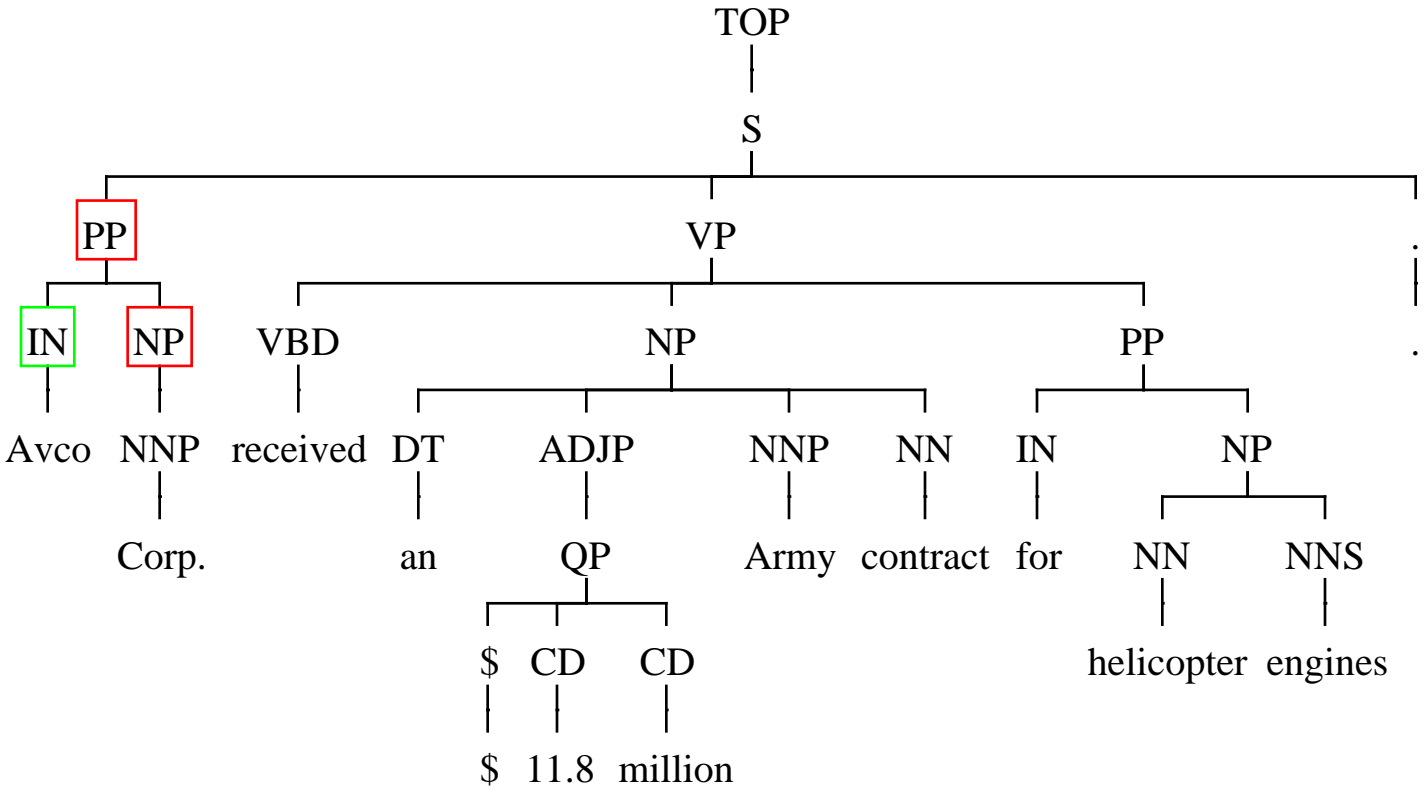 TOP
S
PP VP .
IN NP VBD NP PP .
Avco NNP received DT ADJP NNP NN IN NP
Corp. an QP Army contract for NN NNS
$ CD CD helicopter engines
$ 11.8 million